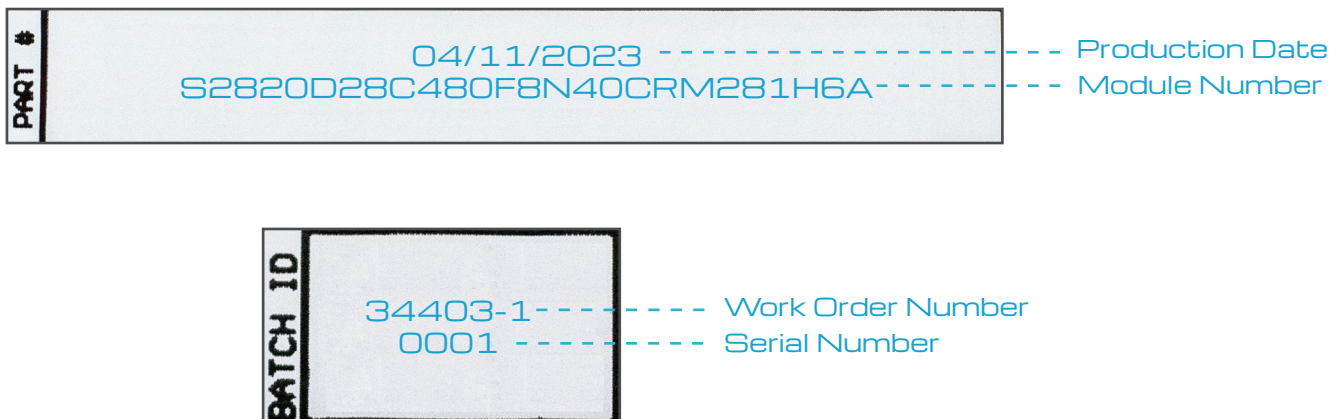 PART #
04/11/2023
Production Date
S2820D28C480F8N40CRM281H6A
Module Number
BATCH ID
34403-1
Work Order Number
0001
Serial Number